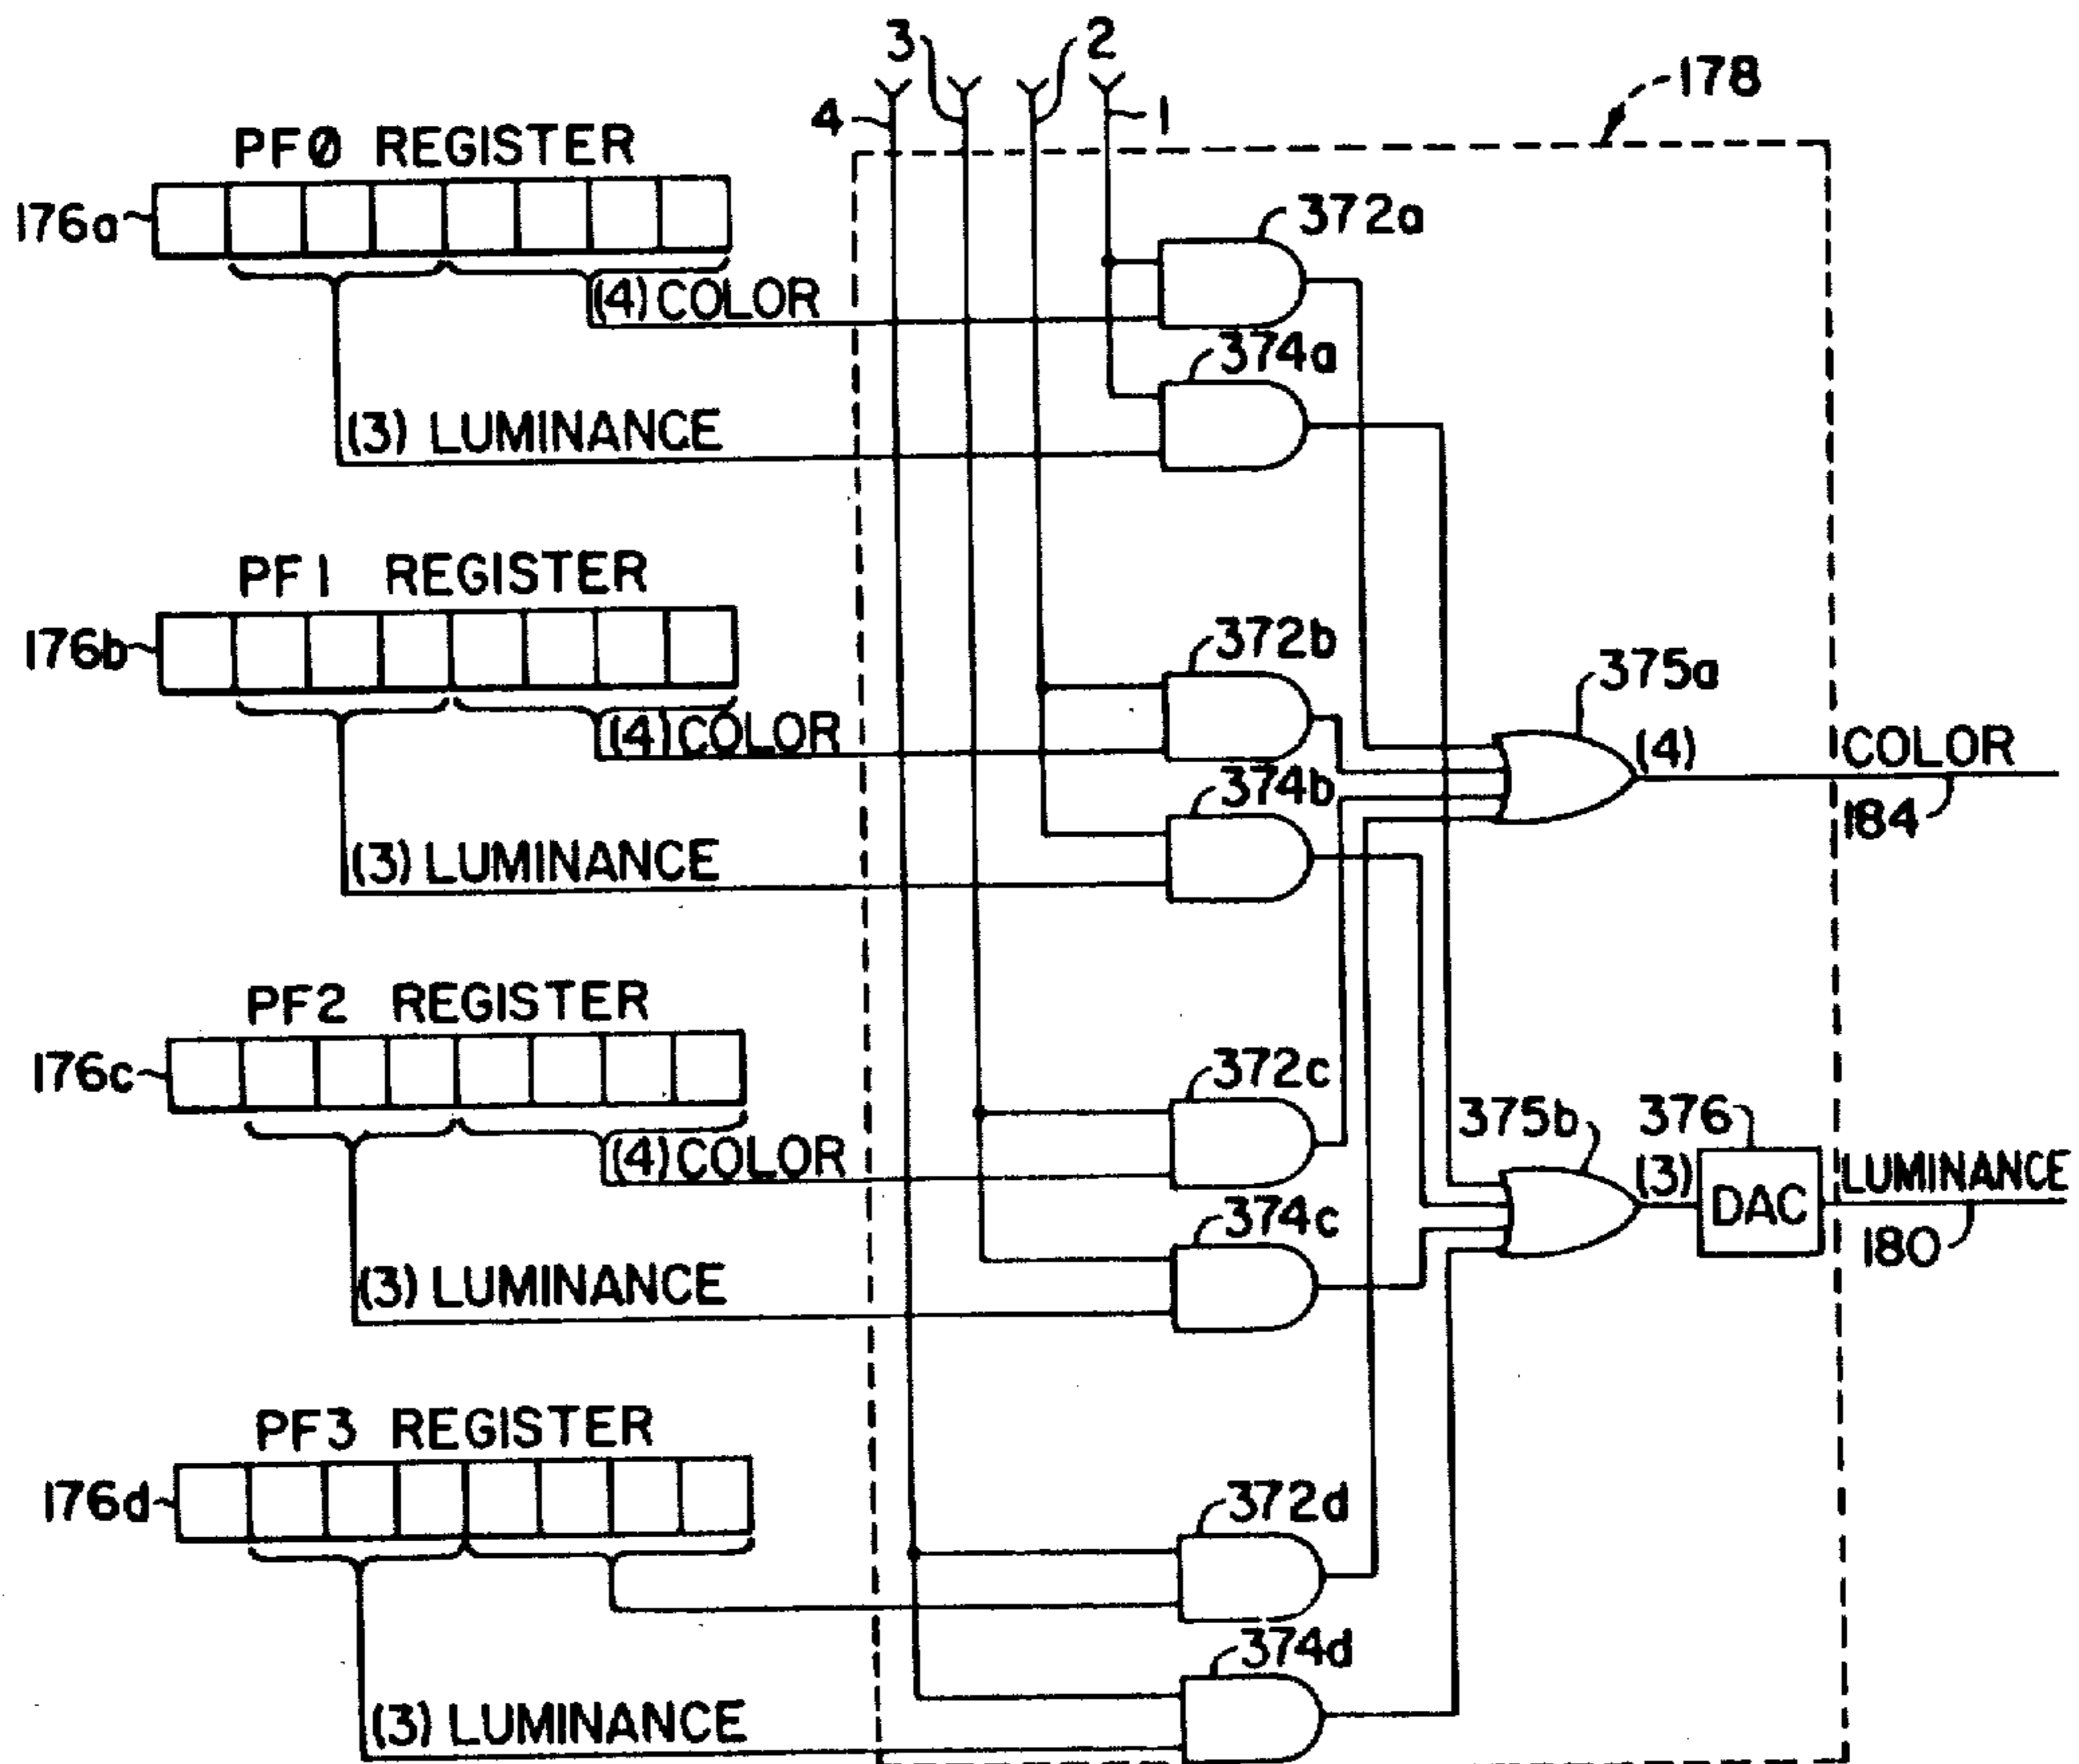 3
2
4
1
178
PF0 REGISTER
176a
372a
(4) COLOR
374a
(3) LUMINANCE
PF1 REGISTER
176b
372b
375a
(4) COLOR
(4)
COLOR
374b
184
(3) LUMINANCE
PF2 REGISTER
176c
372c
375b
376
(4) COLOR
(3)
DAC
LUMINANCE
374c
180
(3) LUMINANCE
PF3 REGISTER
176d
372d
374d
(3) LUMINANCE